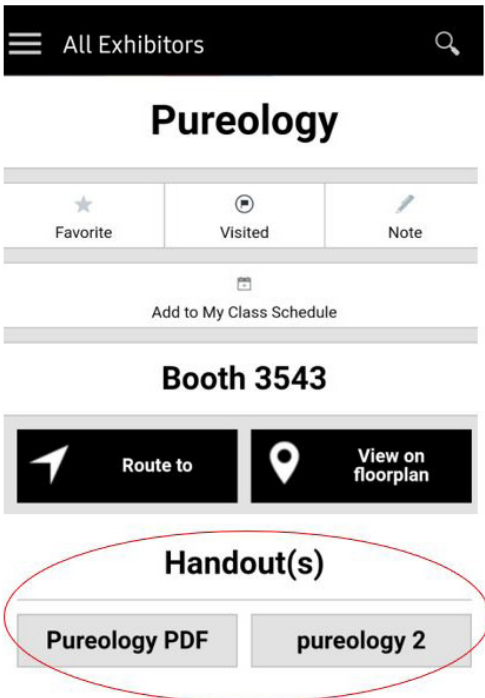 All Exhibitors
Pureology
Favorite
Visited
Note
Add to My Class Schedule
Booth 3543
Route to
View on
floorplan
Handout(s)
Pureology PDF
pureology 2